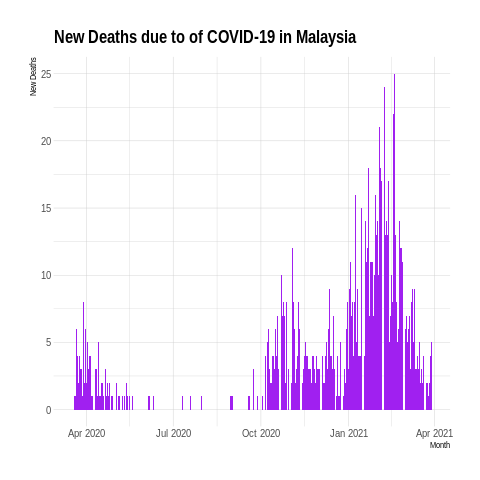 New Deaths due to of COVID-19 in Malaysia
New Deaths
25
20
15
10
5
0
Apr 2020 Jul 2020 Oct 2020 Jan 2021 Apr 2021
Month